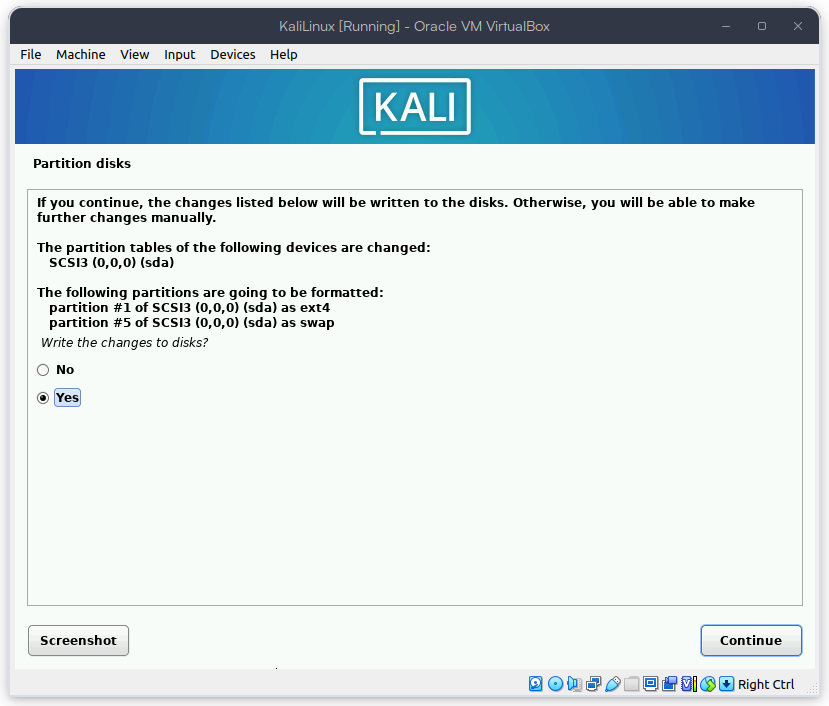 KaliLinux [Running] - Oracle VM VirtualBox
File Machine View Input Devices Help
KALI
Partition disks
If you continue, the changes listed below will be written to the disks. Otherwise, you will be able to make
further changes manually.
The partition tables of the following devices are changed:
SCSI3 (0,0,0) (sda)
The following partitions are going to be formatted:
partition #1 of SCSI3 (0,0,0) (sda) as ext4
partition #5 of SCSI3 (0,0,0) (sda) as swap
Write the changes to disks?
No
Yes
Screenshot Continue
Right Ctrl